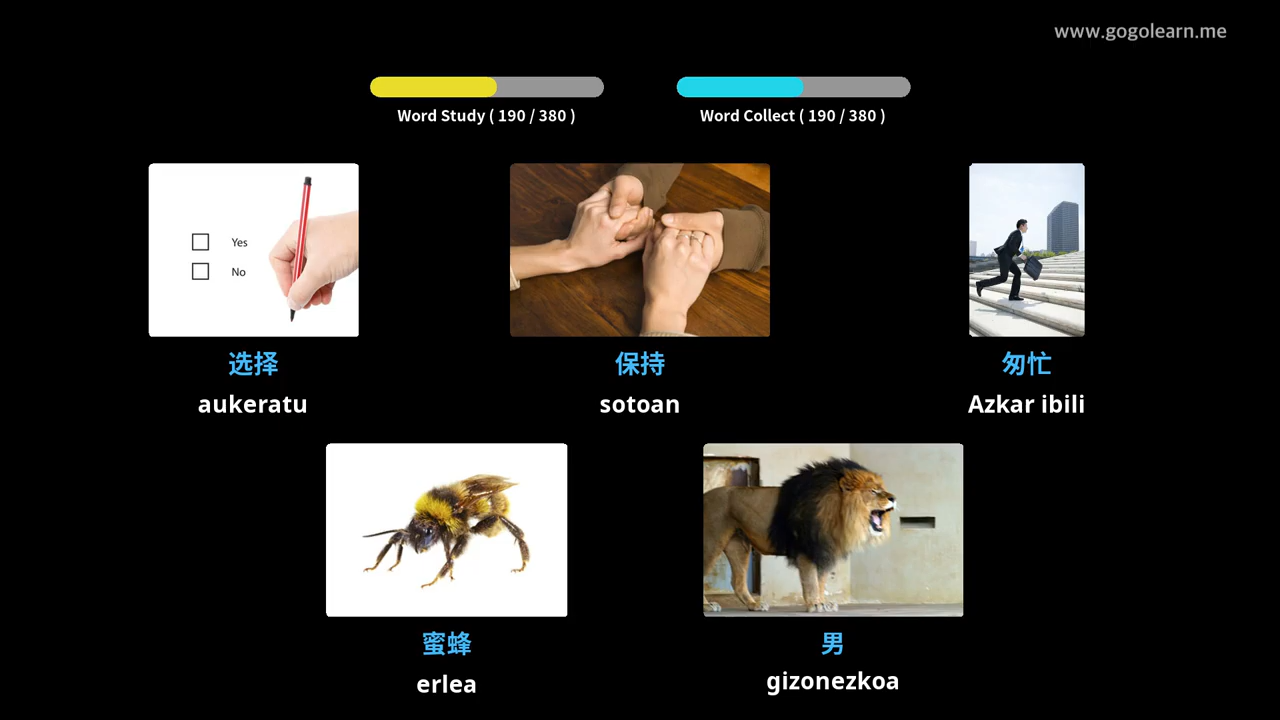 www.gogolearn.me
Word Study ( 190 / 380 )
Word Collect ( 190 / 380 )
Yes
No
选择
保持
匆忙
aukeratu
sotoan
Azkar ibili
蜜蜂
男
erlea
gizonezkoa